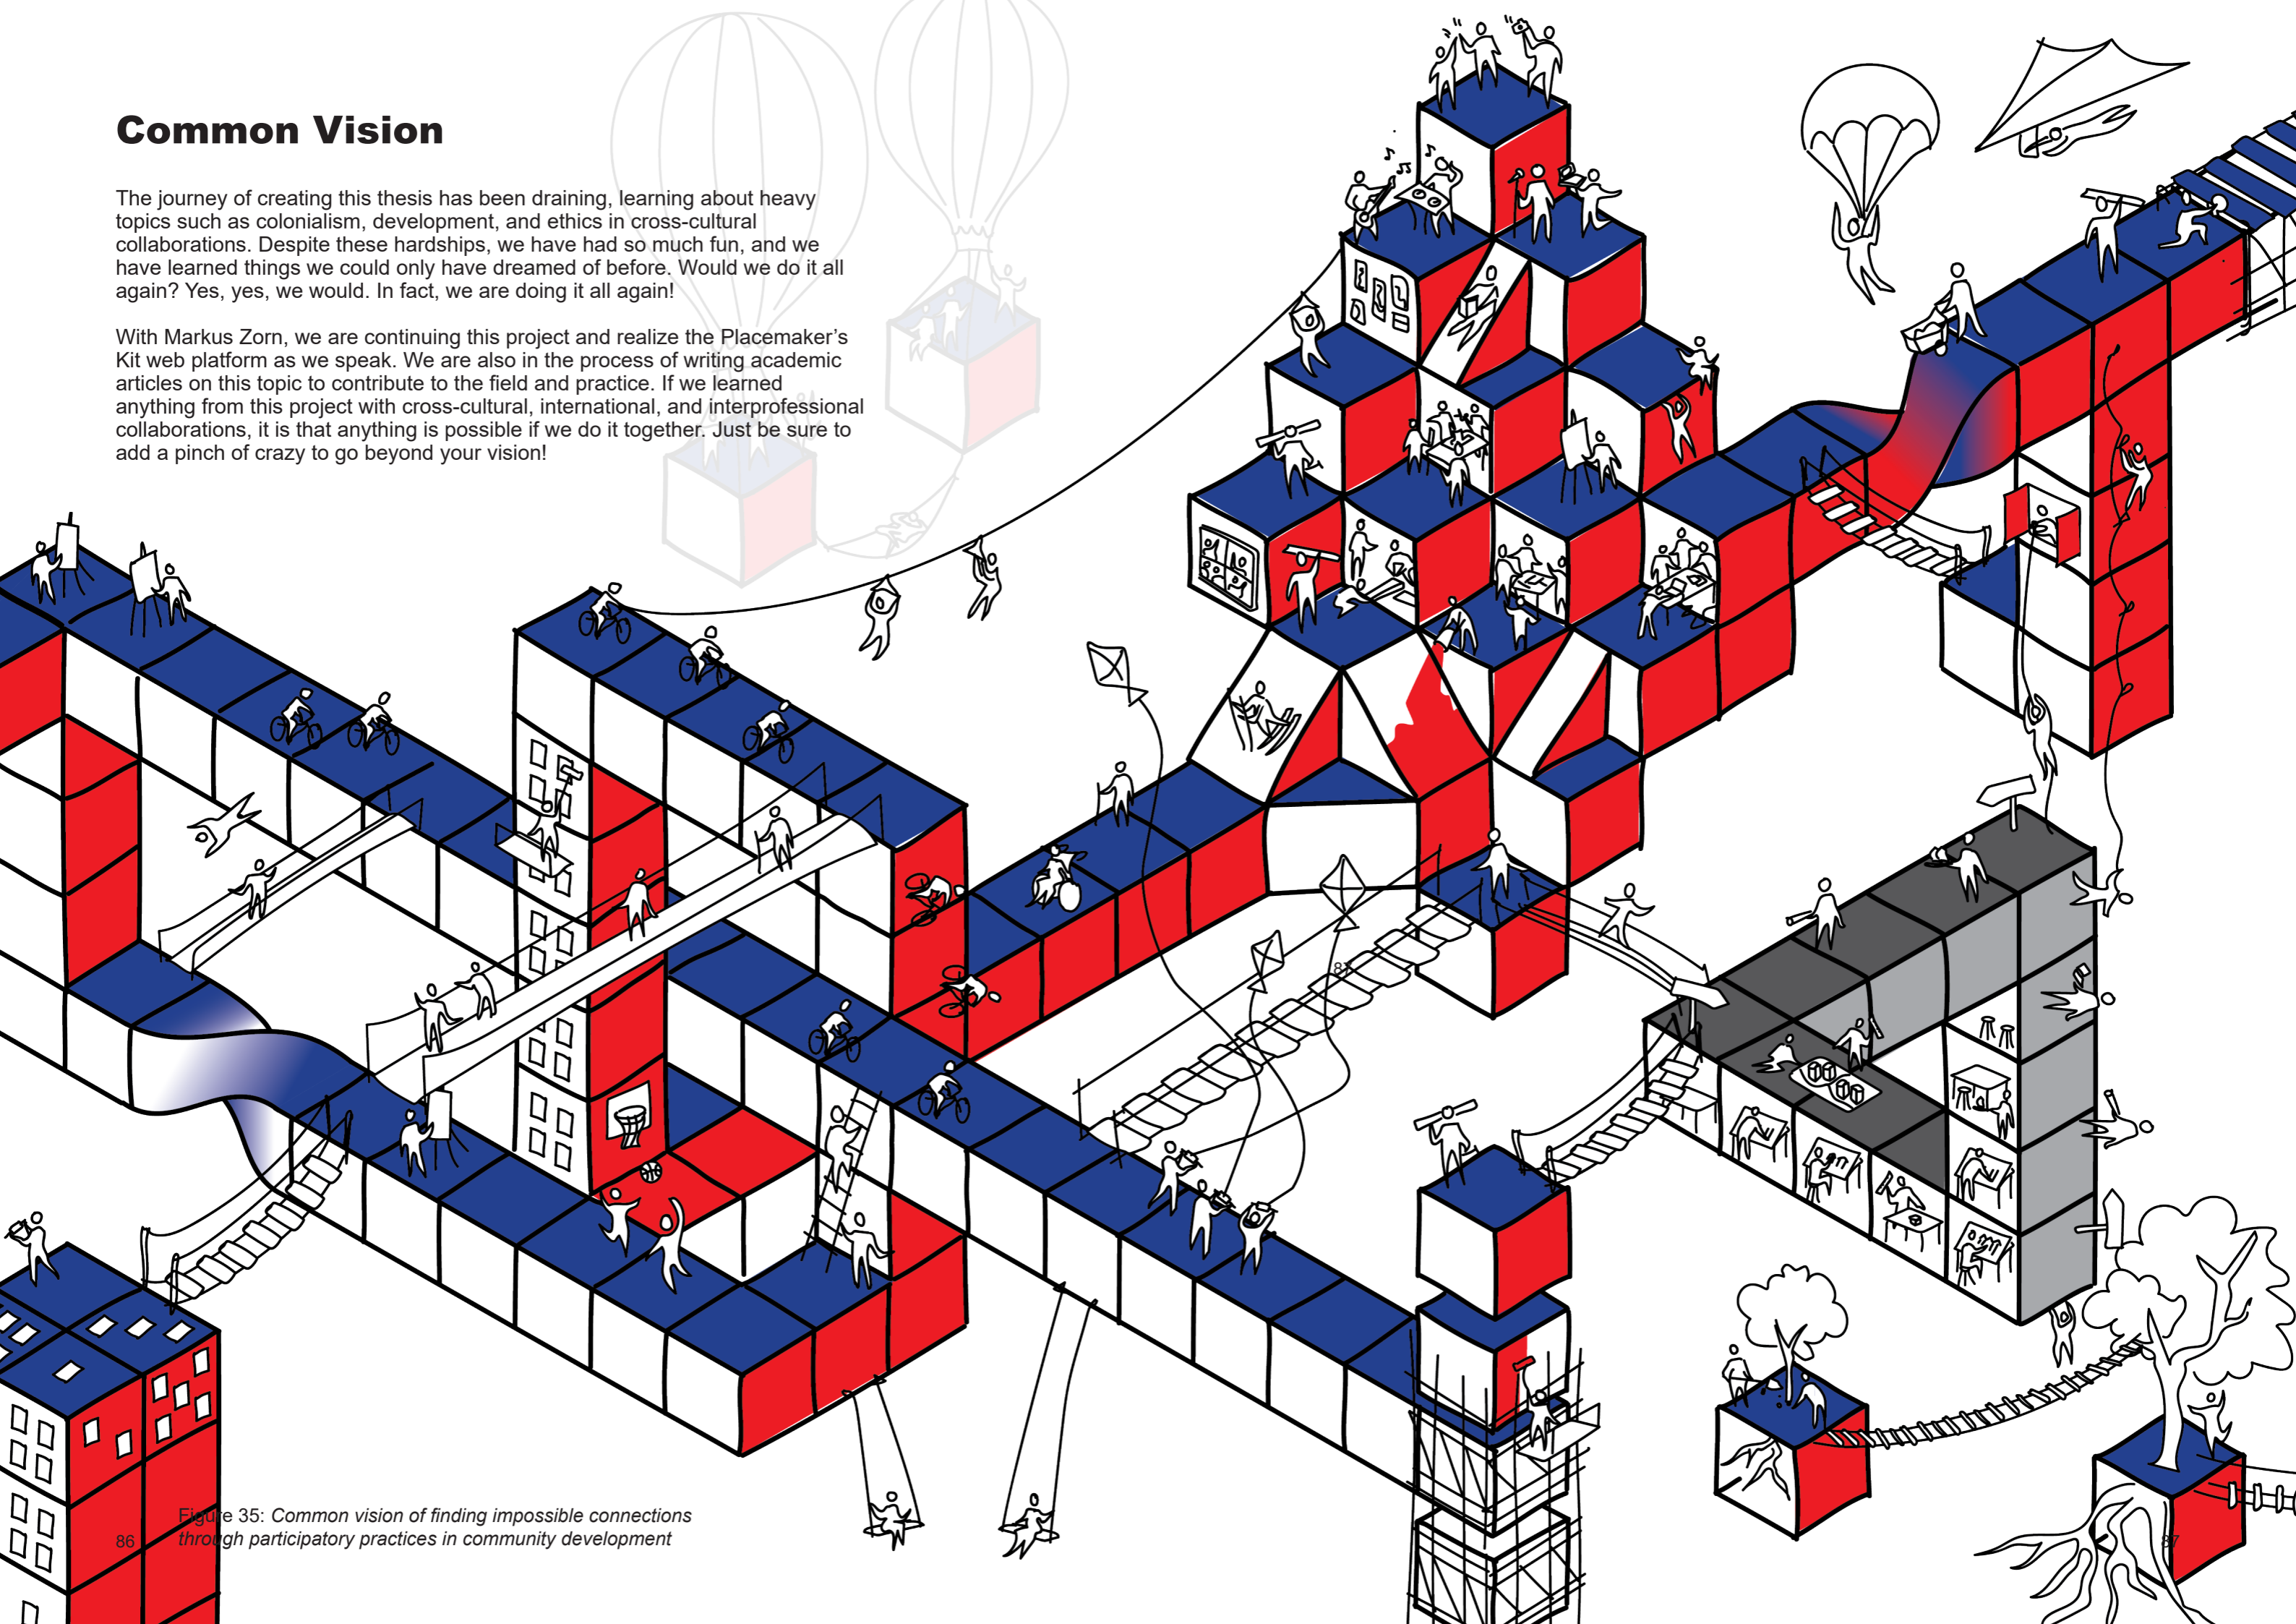 Common Vision
The journey of creating this thesis has been draining, learning about heavy
topics such as colonialism, development, and ethics in cross-cultural
collaborations. Despite these hardships, we have had so much fun, and we
have learned things we could only have dreamed of before. Would we do it all
again? Yes, yes, we would. In fact, we are doing it all again!
With Markus Zorn, we are continuing this project and realize the Placemaker’s
Kit web platform as we speak. We are also in the process of writing academic
articles on this topic to contribute to the field and practice. If we learned
anything from this project with cross-cultural, international, and interprofessional
collaborations, it is that anything is possible if we do it together. Just be sure to
add a pinch of crazy to go beyond your vision!
87
Figure 35: Common vision of finding impossible connections
through participatory practices in community development
86
87